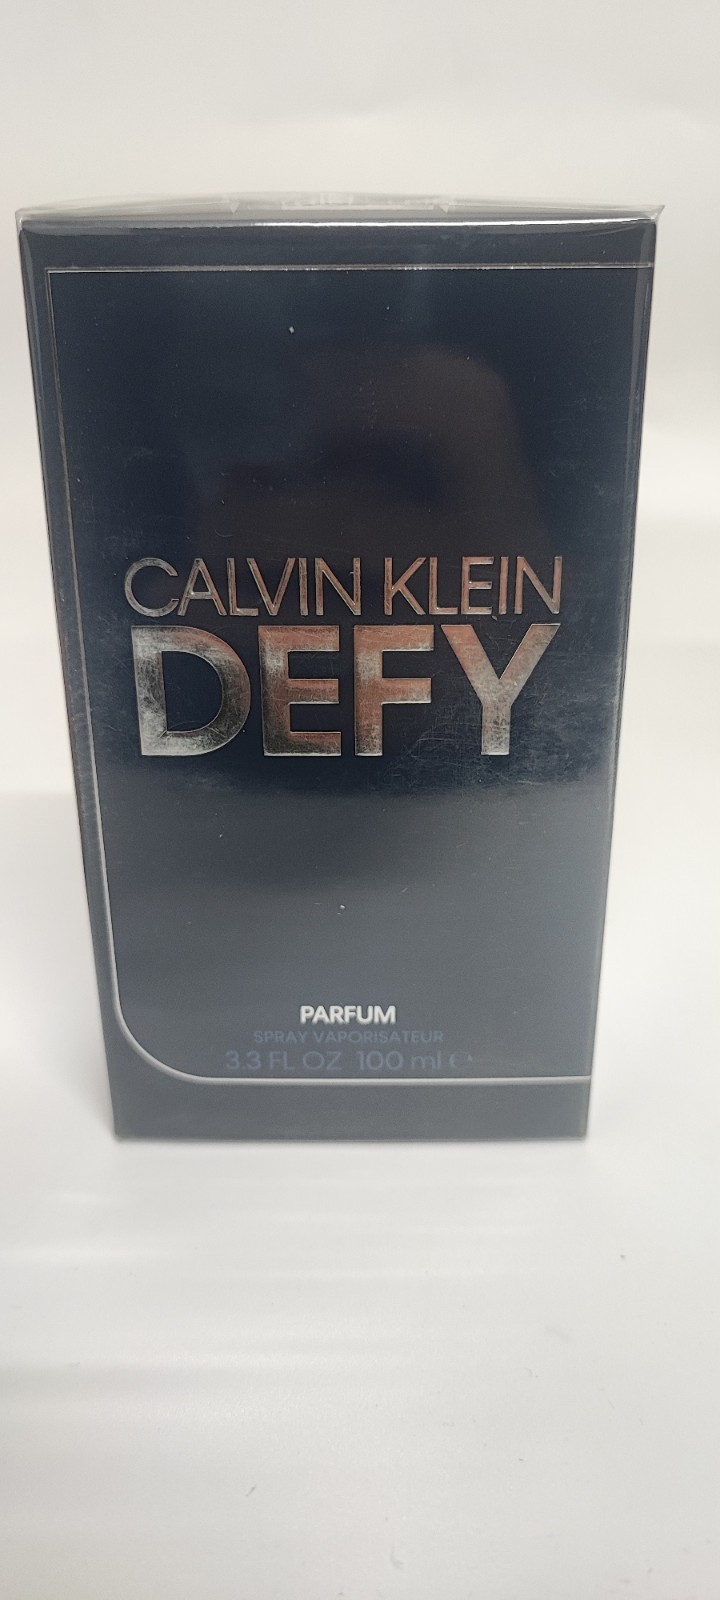 CALVIN KLEIN
DEFY
PARFUM
SPRAY VAPORISATEUR
3.3 FL OZ 100 ml ℮